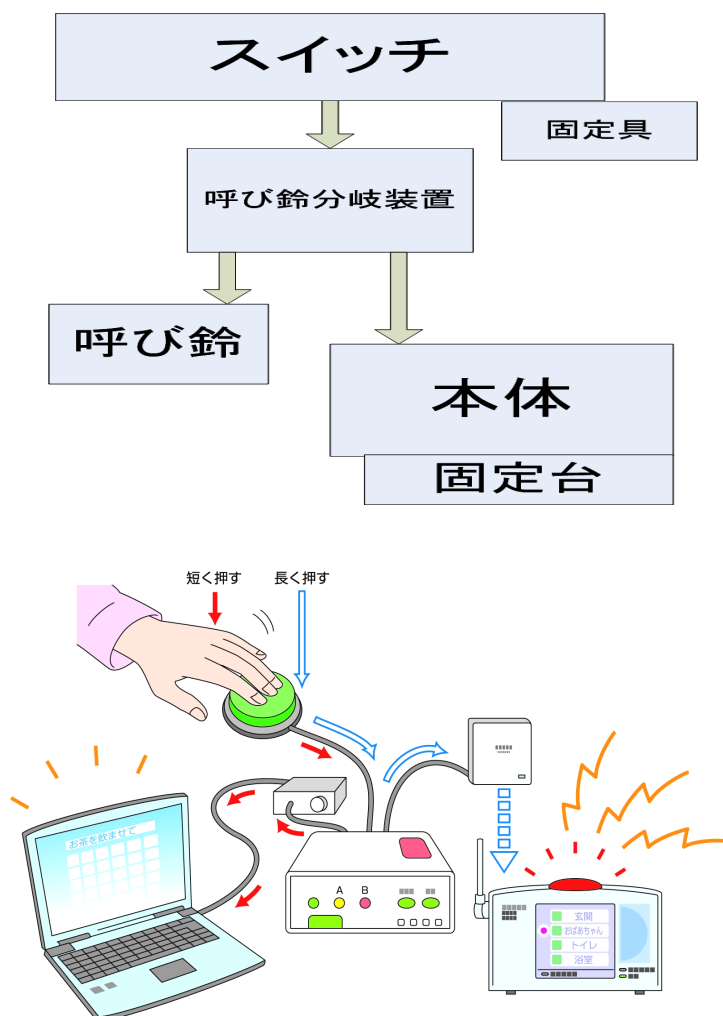 スイッチ
固定具
呼び鈴分岐装置
呼び鈴
本体
固定台
短く押す
長く押す
お茶を飲ませて
A
B
玄関
おばあちゃん
トイレ
浴室